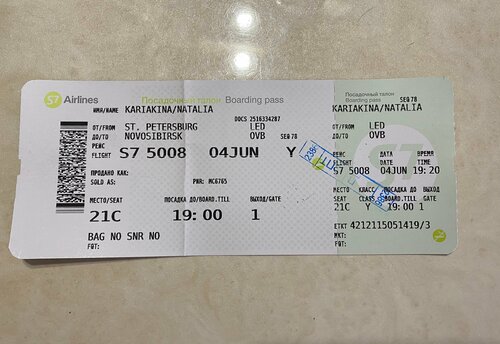 S7 Airlines
Посадочный талон Boarding pass
ИМЯ/NAME KARIAKINA/NATALIA
DOCS 2516334287
ОТ/FROM ST. PETERSBURG LED
ДО/TO NOVOSIBIRSK OVB SEQ 78
РЕЙС
FLIGHT S7 5008 04JUN Y
ПРОДАНО КАК:
SOLD AS: PNR: MC6765
МЕСТО/SEAT ПОСАДКА ДО/BOARD.TILL ВЫХОД/GATE
21C 19:00 1
BAG NO SNR NO
FQT:
SEQ 78
Посадочный талон
Boarding pass
KARIAKINA/NATALIA
ОТ/FROM LED
ДО/TO OVB
РЕЙС ДАТА ВРЕМЯ
FLIGHT DATE TIME
S7 5008 04JUN 19:20
МЕСТО КЛАСС ПОСАДКА ДО ВЫХОД
SEAT CLASS BOARD.TILL GATE
21C Y 19:00 1
ETKT 4212115051419/3
MKT:
FQT:
S7